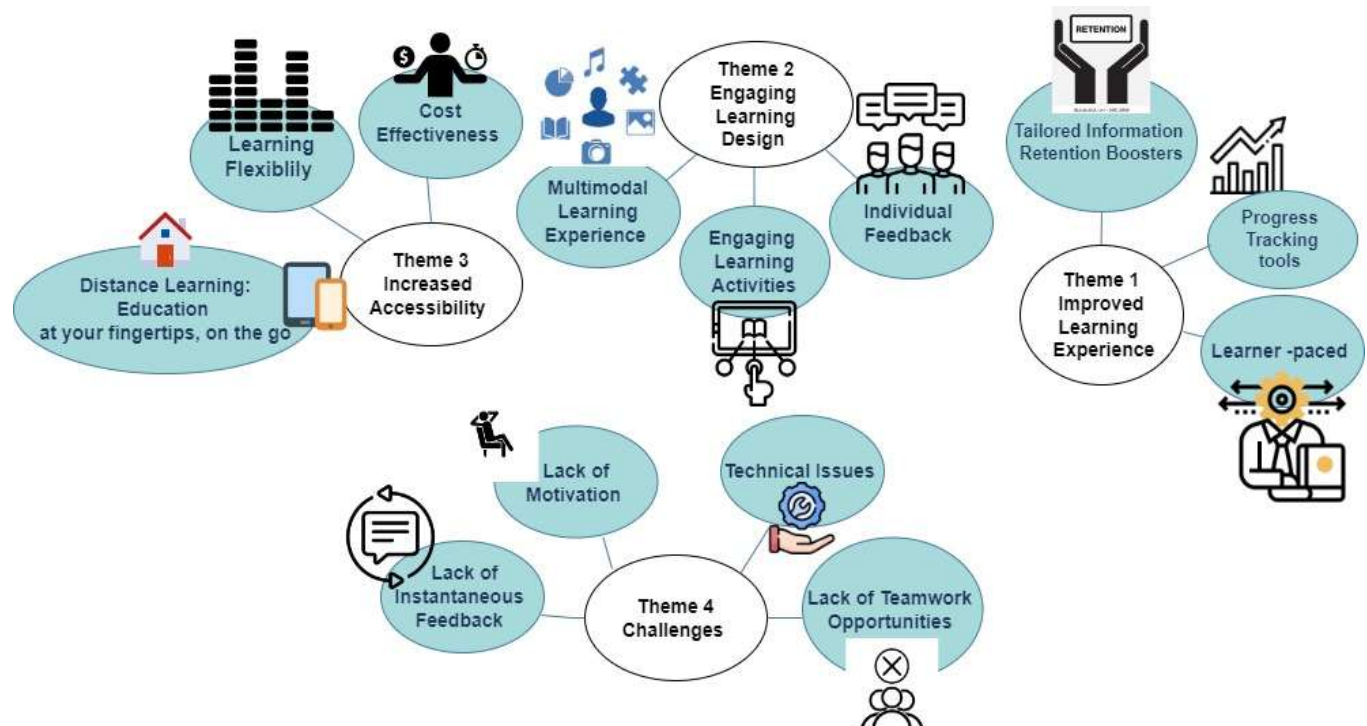 Learning
Flexiblily
Cost
Effectiveness
$
Distance Learning:
Education
at your fingertips, on the go
Theme 3
Increased
Accessibility
Theme 2
Engaging
Learning
Design
Multimodal
Learning
Experience
Engaging
Learning
Activities
Individual
Feedback
RETENTION
Tailored Information
Retention Boosters
Progress
Tracking
tools
Theme 1
Improved
Learning
Experience
Learner -paced
Lack of
Motivation
Technical Issues
Lack of
Instantaneous
Feedback
Theme 4
Challenges
Lack of Teamwork
Opportunities